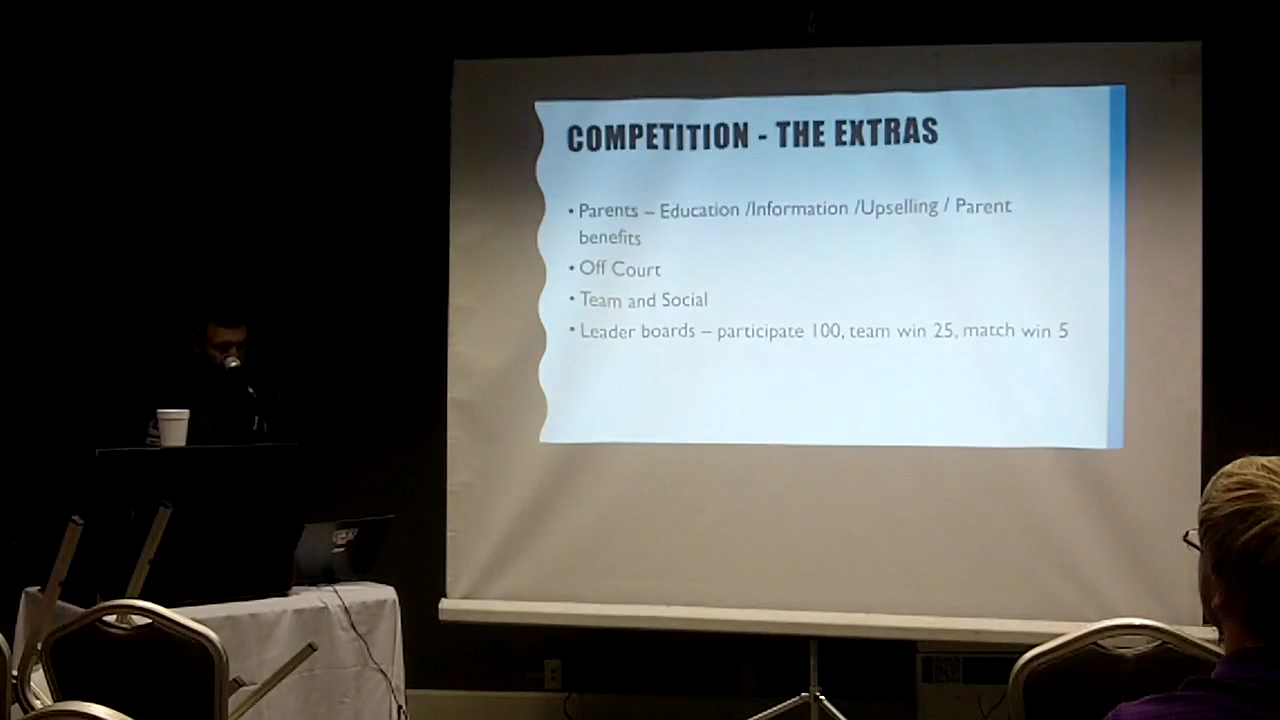 COMPETITION - THE EXTRAS
• Parents – Education /Information /Upselling / Parent
benefits
• Off Court
• Team and Social
• Leader boards – participate 100, team win 25, match win 5